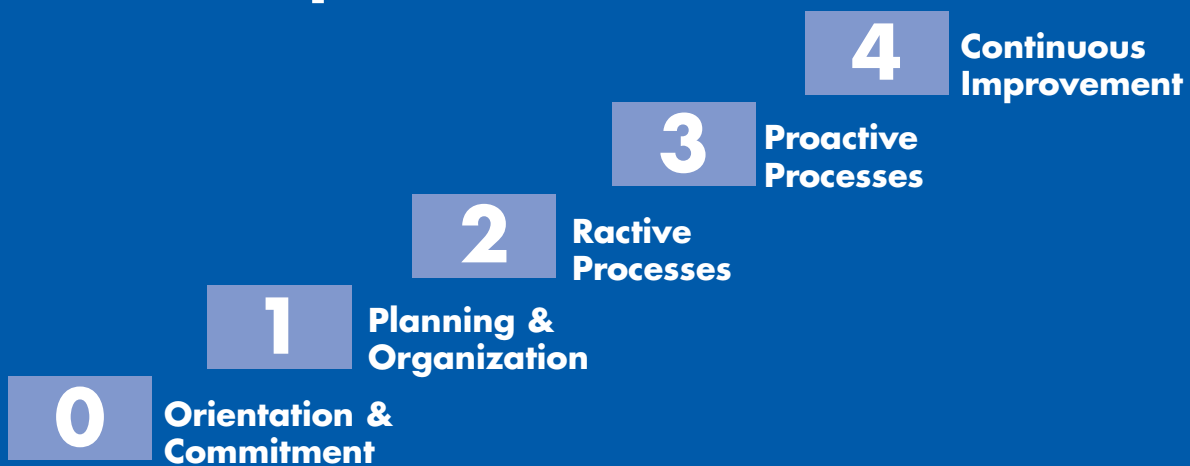 4
Continuous
Improvement
3
Proactive
Processes
2
Ractive
Processes
1
Planning &
Organization
0
Orientation &
Commitment